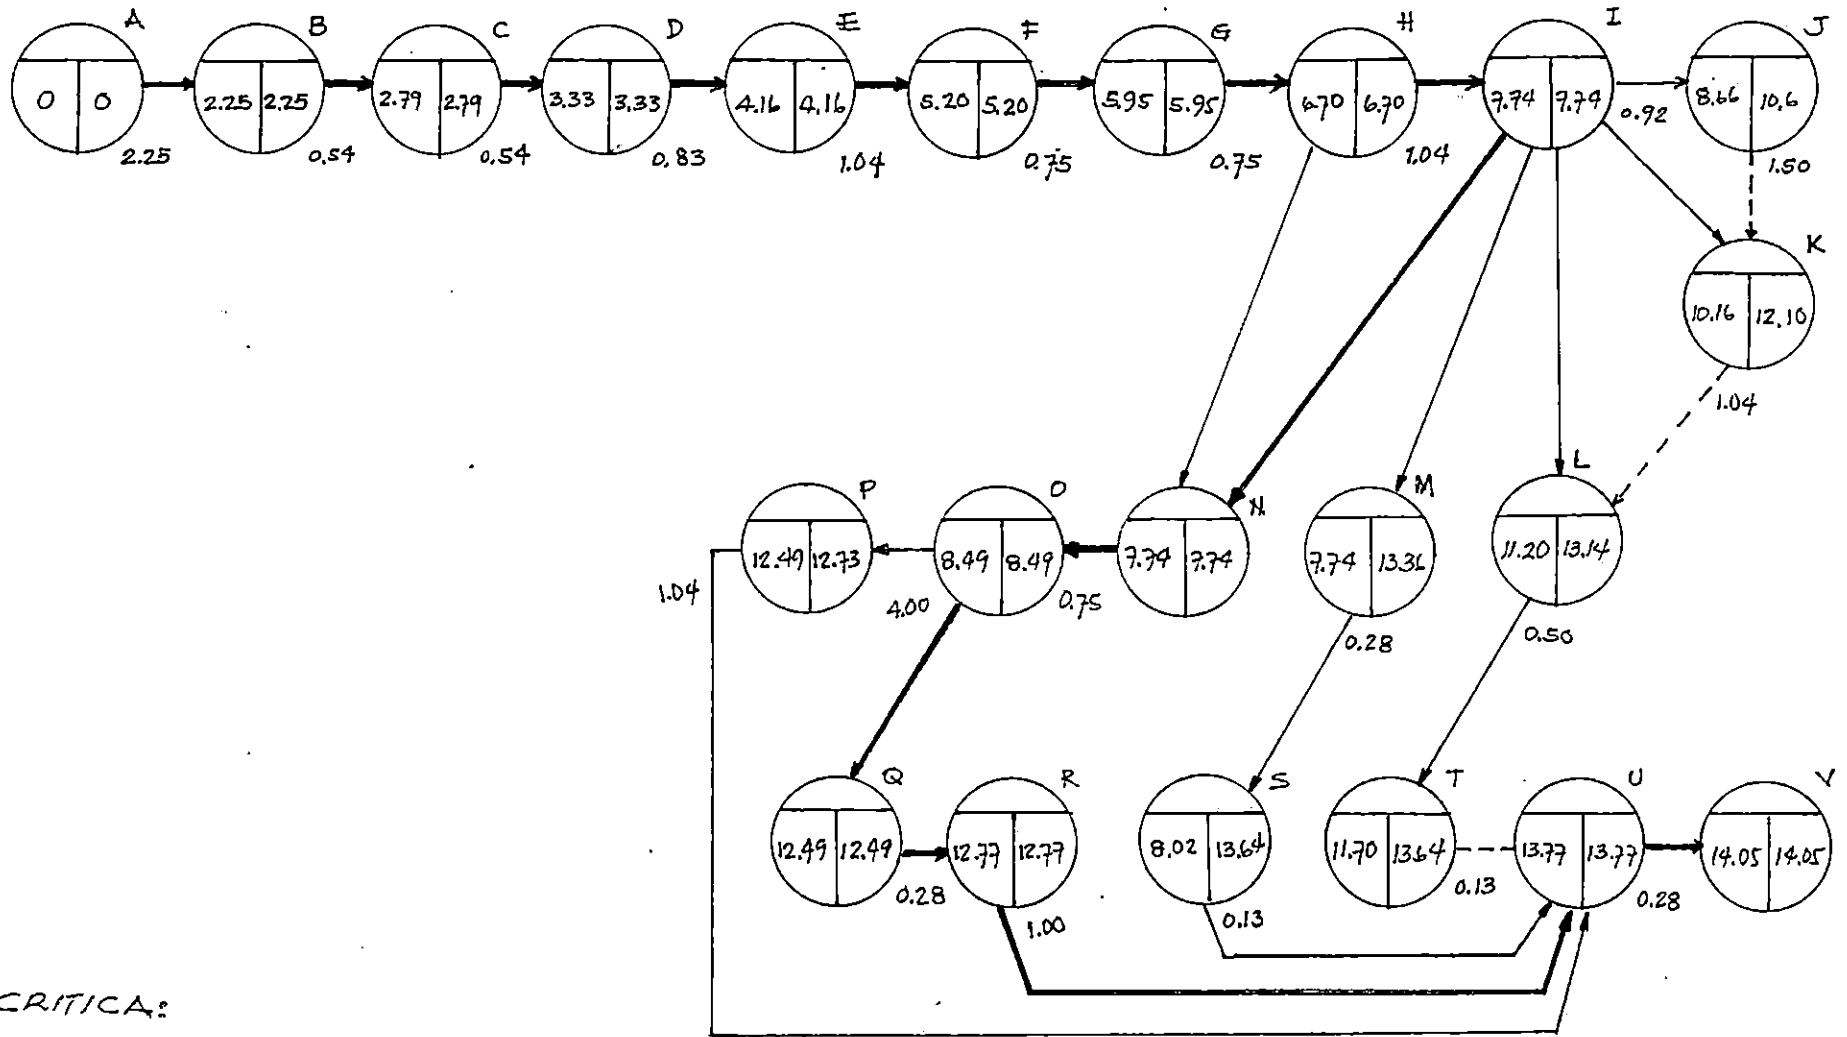 A B C D E F G H I J
0 0 2.25 2.25 2.79 2.79 3.33 3.33 4.16 4.16 5.20 5.20 5.95 5.95 6.70 6.70 7.74 7.74 8.66 10.6
2.25 0.54 0.54 0.83 1.04 0.75 0.75 1.04 0.92 1.50
K
10.16 12.10
1.04
P O N M L
12.49 12.73 8.49 8.49 7.74 7.74 7.74 13.36 11.20 13.14
1.04 4.00 0.75 0.28 0.50
Q R S T U V
12.49 12.49 12.77 12.77 8.02 13.64 11.70 13.64 13.77 13.77 14.05 14.05
0.28 1.00 0.13 0.13 0.28
CRITICA: